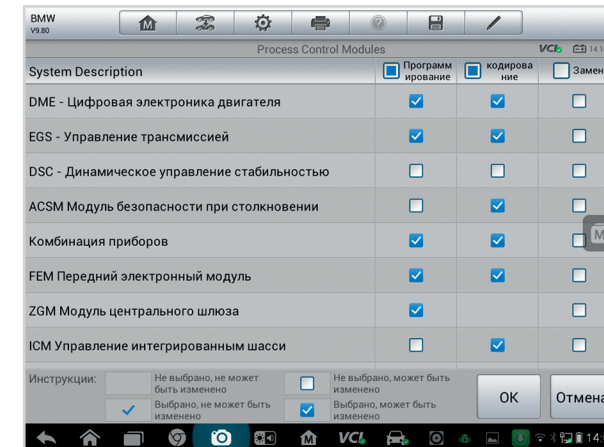 BMW
V9.80
Process Control Modules
VCI 14.1
System Description
Программ
ирование
кодирова
ние
Замен
DME - Цифровая электроника двигателя
EGS - Управление трансмиссией
DSC - Динамическое управление стабильностью
ACSM Модуль безопасности при столкновении
Комбинация приборов
FEM Передний электронный модуль
ZGM Модуль центрального шлюза
ICM Управление интегрированным шасси
Инструкции:
Не выбрано, не может
быть изменено
Не выбрано, может быть
изменено
Выбрано, не может быть
изменено
Выбрано, может быть
изменено
OK
Отмена
VCI
14: